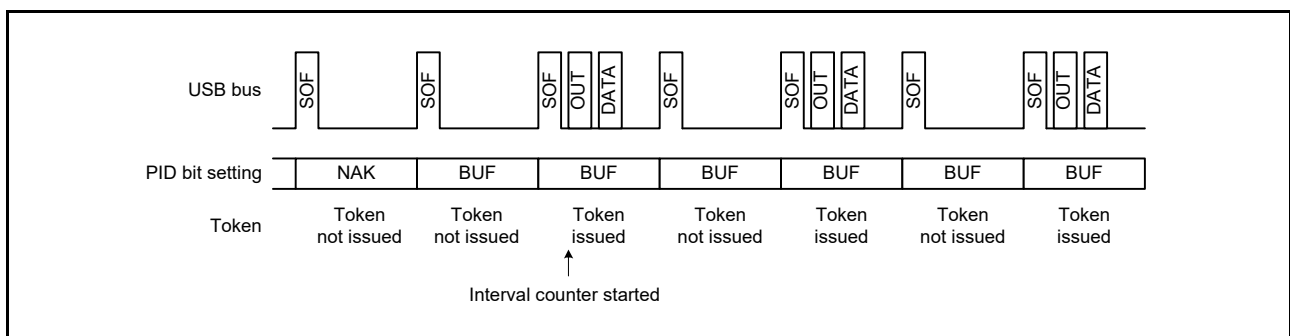 USB bus
SOF SOF SOF OUT DATA SOF SOF OUT DATA SOF SOF OUT DATA
PID bit setting NAK BUF BUF BUF BUF BUF BUF
Token Token Token Token Token Token Token Token
not issued not issued issued not issued issued not issued issued
Interval counter started